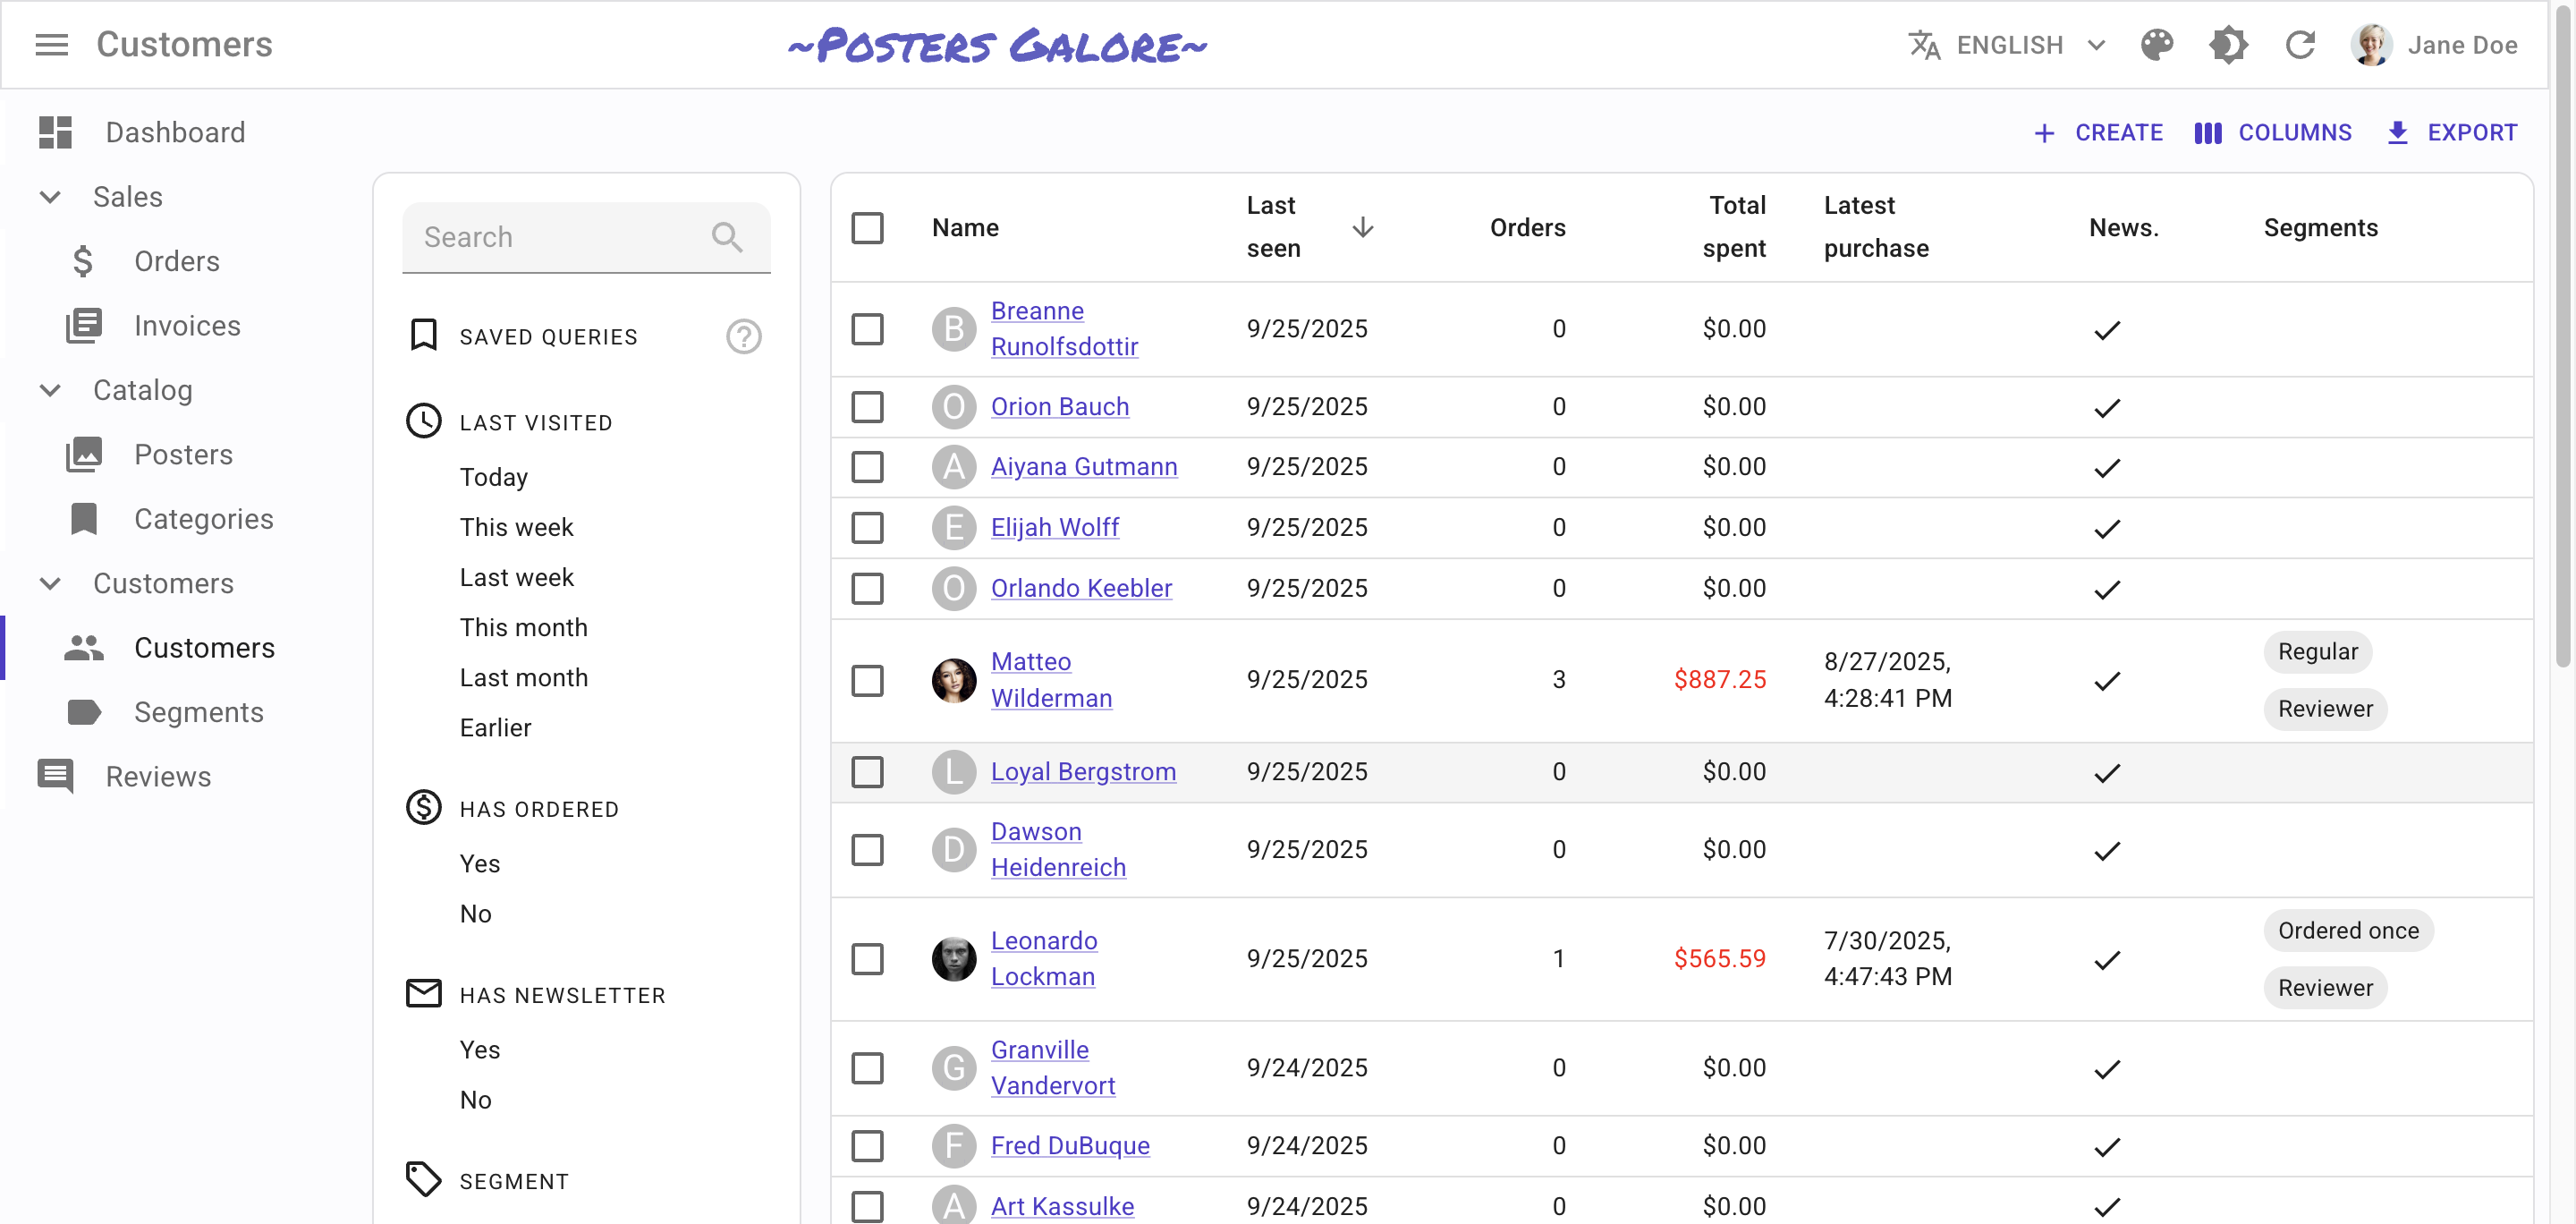 Customers
~Posters Galore~
ENGLISH
Jane Doe
Dashboard
Sales
Orders
Invoices
Catalog
Posters
Categories
Customers
Customers
Segments
Reviews
CREATE
COLUMNS
EXPORT
Search
SAVED QUERIES
?
LAST VISITED
Today
This week
Last week
This month
Last month
Earlier
HAS ORDERED
Yes
No
HAS NEWSLETTER
Yes
No
SEGMENT
Name
Last
seen
Orders
Total
spent
Latest
purchase
News.
Segments
B
Breanne
Runolfsdottir
9/25/2025
0
$0.00
O
Orion Bauch
9/25/2025
0
$0.00
A
Aiyana Gutmann
9/25/2025
0
$0.00
E
Elijah Wolff
9/25/2025
0
$0.00
O
Orlando Keebler
9/25/2025
0
$0.00
Matteo
Wilderman
9/25/2025
3
$887.25
8/27/2025,
4:28:41 PM
Regular
Reviewer
L
Loyal Bergstrom
9/25/2025
0
$0.00
D
Dawson
Heidenreich
9/25/2025
0
$0.00
Leonardo
Lockman
9/25/2025
1
$565.59
7/30/2025,
4:47:43 PM
Ordered once
Reviewer
G
Granville
Vandervort
9/24/2025
0
$0.00
F
Fred DuBuque
9/24/2025
0
$0.00
A
Art Kassulke
9/24/2025
0
$0.00